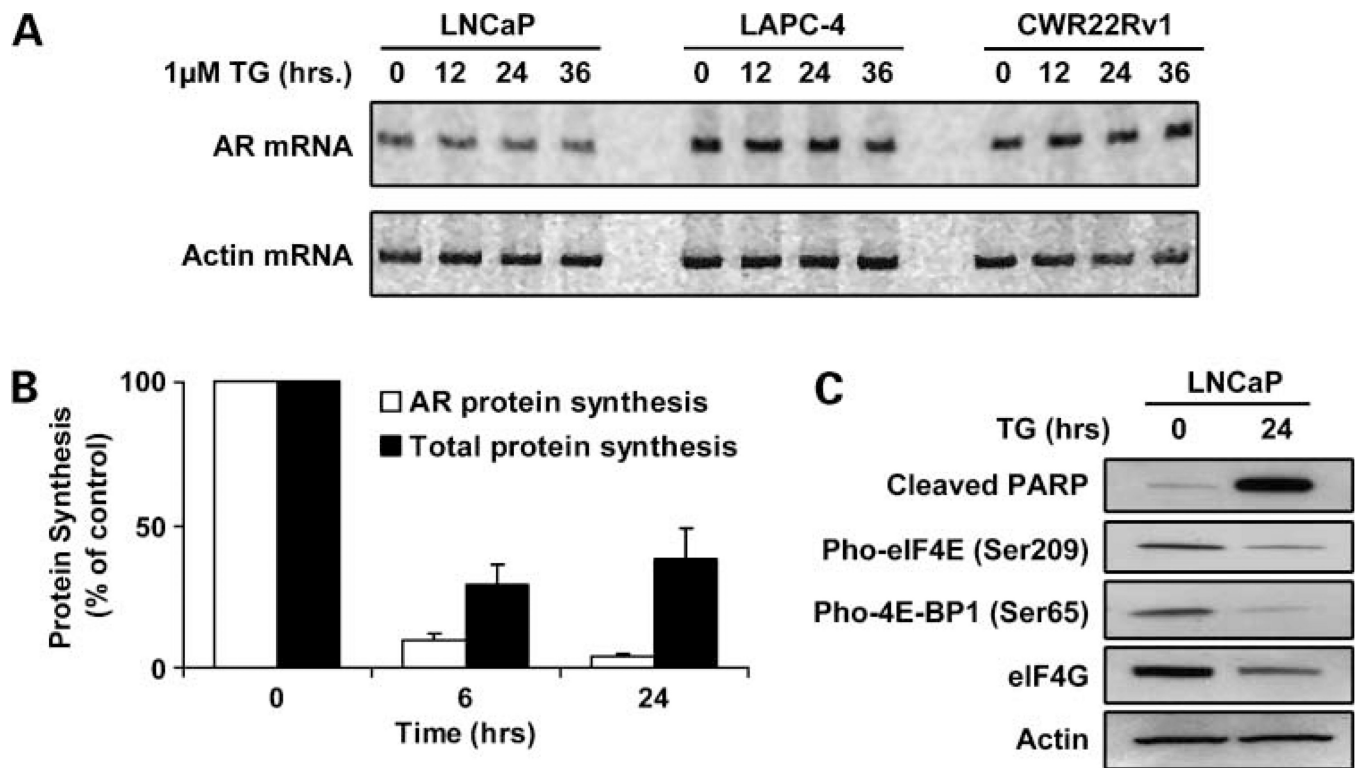 A
LNCaP LAPC-4 CWR22Rv1
1µM TG (hrs.) 0 12 24 36 0 12 24 36 0 12 24 36
AR mRNA
Actin mRNA
B
Protein Synthesis
(% of control)
100
50
0
AR protein synthesis
Total protein synthesis
0 6 24
Time (hrs)
C
LNCaP
TG (hrs) 0 24
Cleaved PARP
Pho-eIF4E (Ser209)
Pho-4E-BP1 (Ser65)
eIF4G
Actin